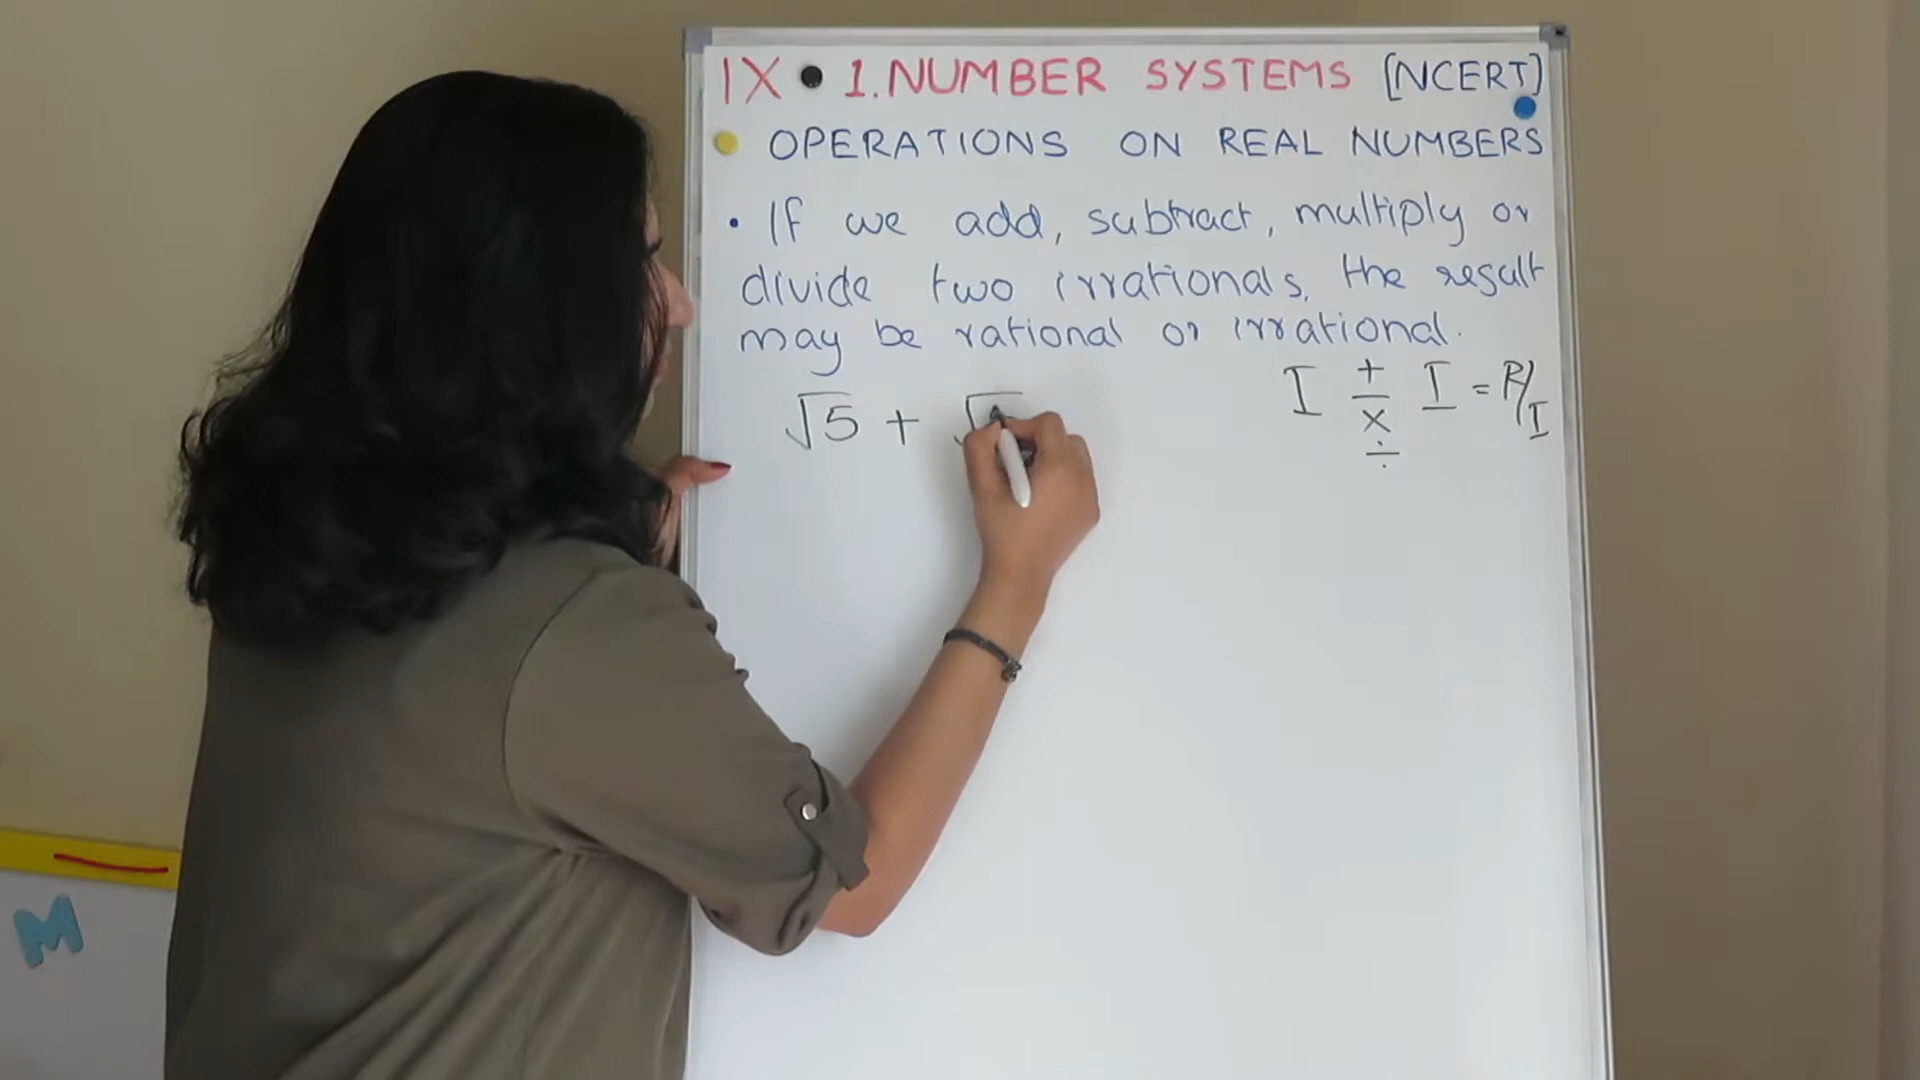 IX • 1. NUMBER SYSTEMS [NCERT]
OPERATIONS ON REAL NUMBERS
• If we add, subtract, multiply or
divide two irrationals, the result
may be rational or irrational.
I + I = R/I
—
×
÷
√5 + √
M